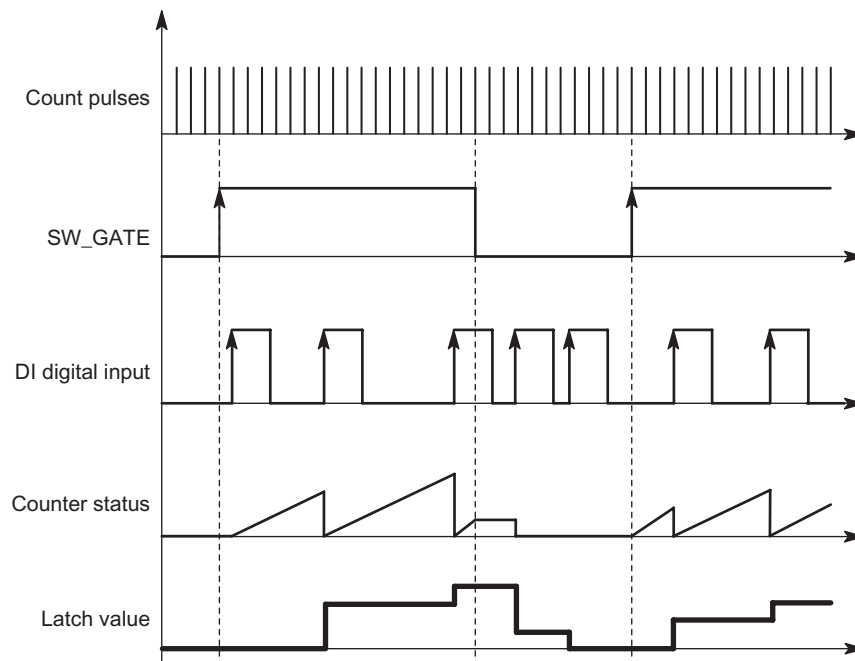 Count pulses
SW_GATE
DI digital input
Counter status
Latch value